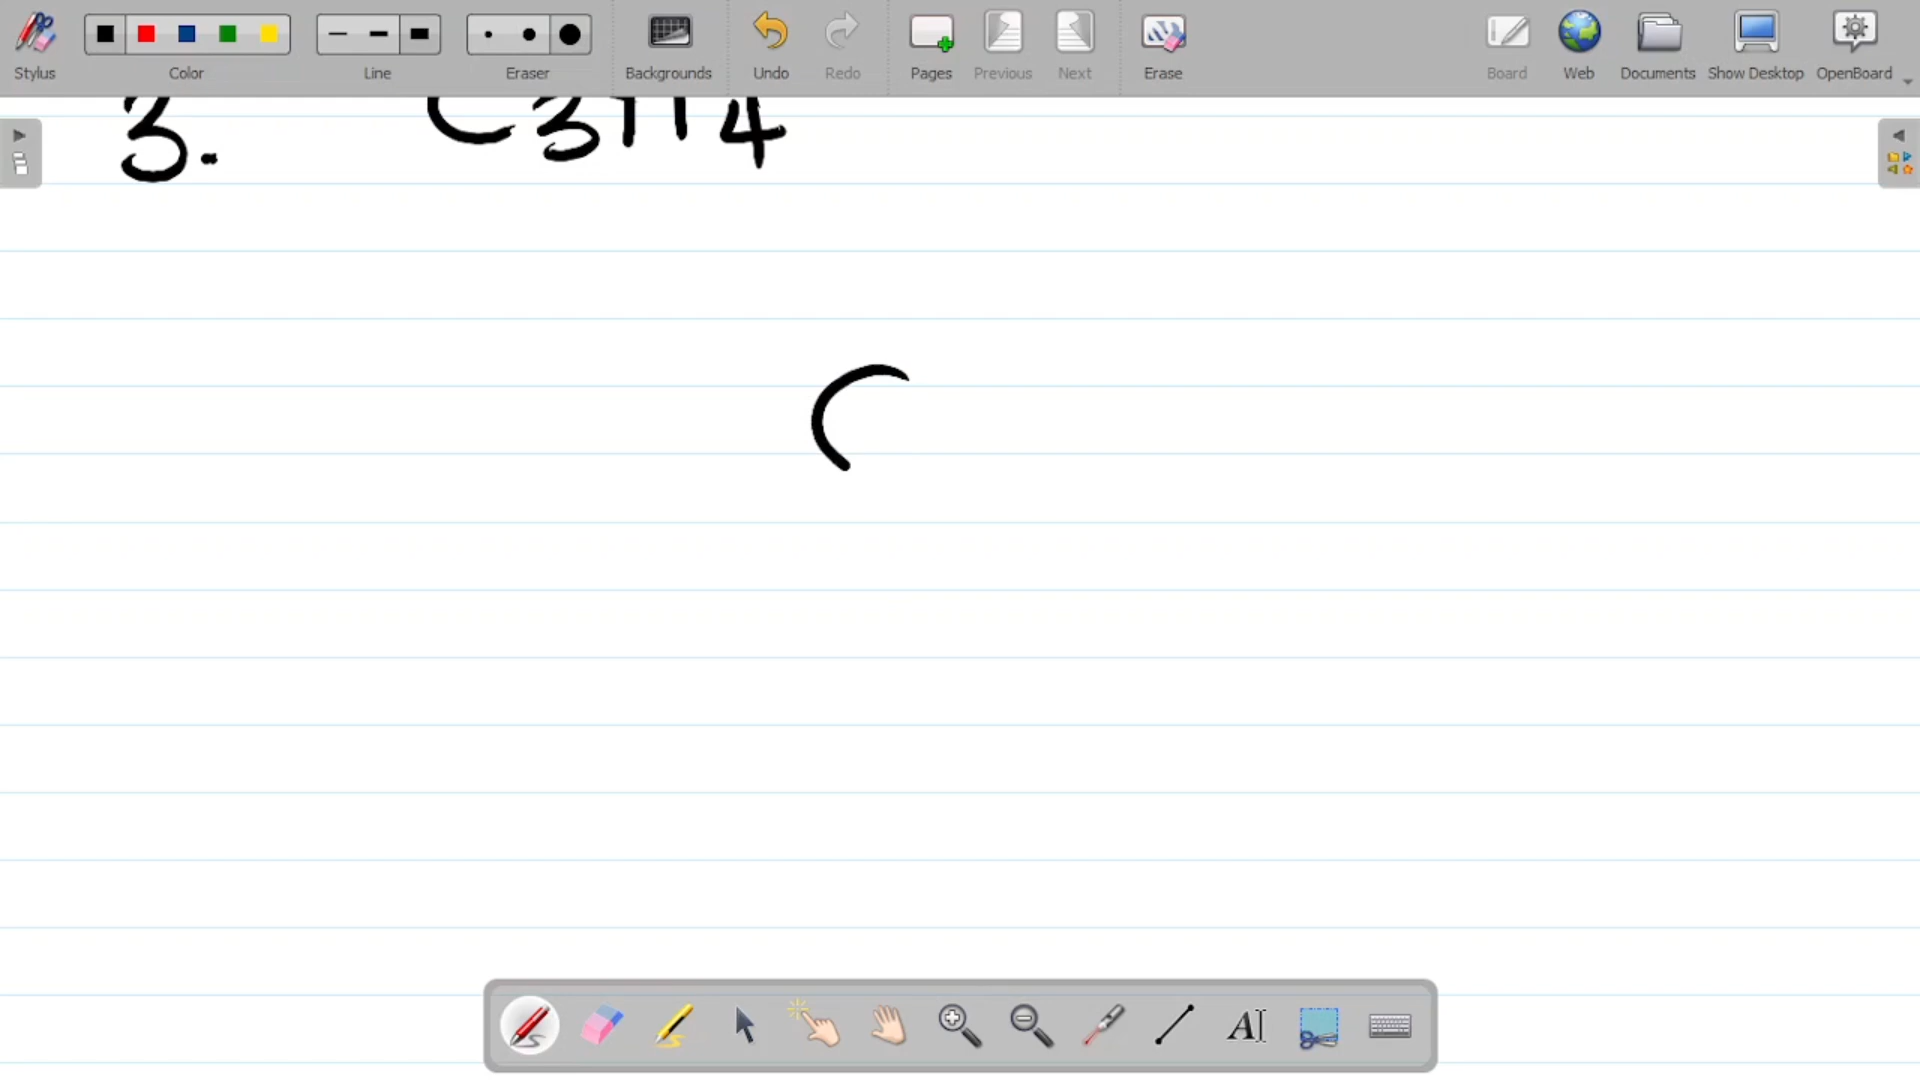 Stylus Color Line Eraser Backgrounds Undo Redo Pages Previous Next Erase Board Web Documents Show Desktop OpenBoard
3. C3H4
C